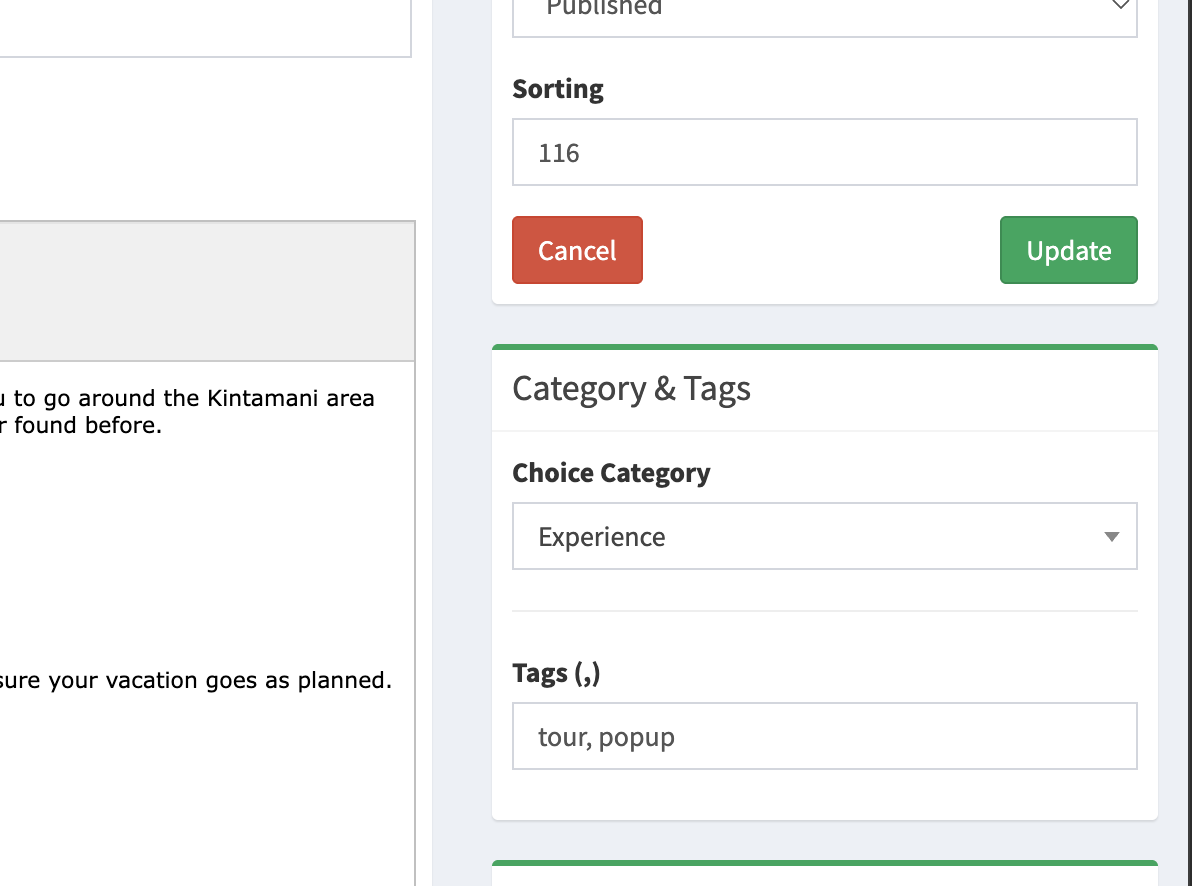 Published
Sorting
116
Cancel
Update
to go around the Kintamani area
found before.
Category & Tags
Choice Category
Experience
your vacation goes as planned.
Tags (,)
tour, popup